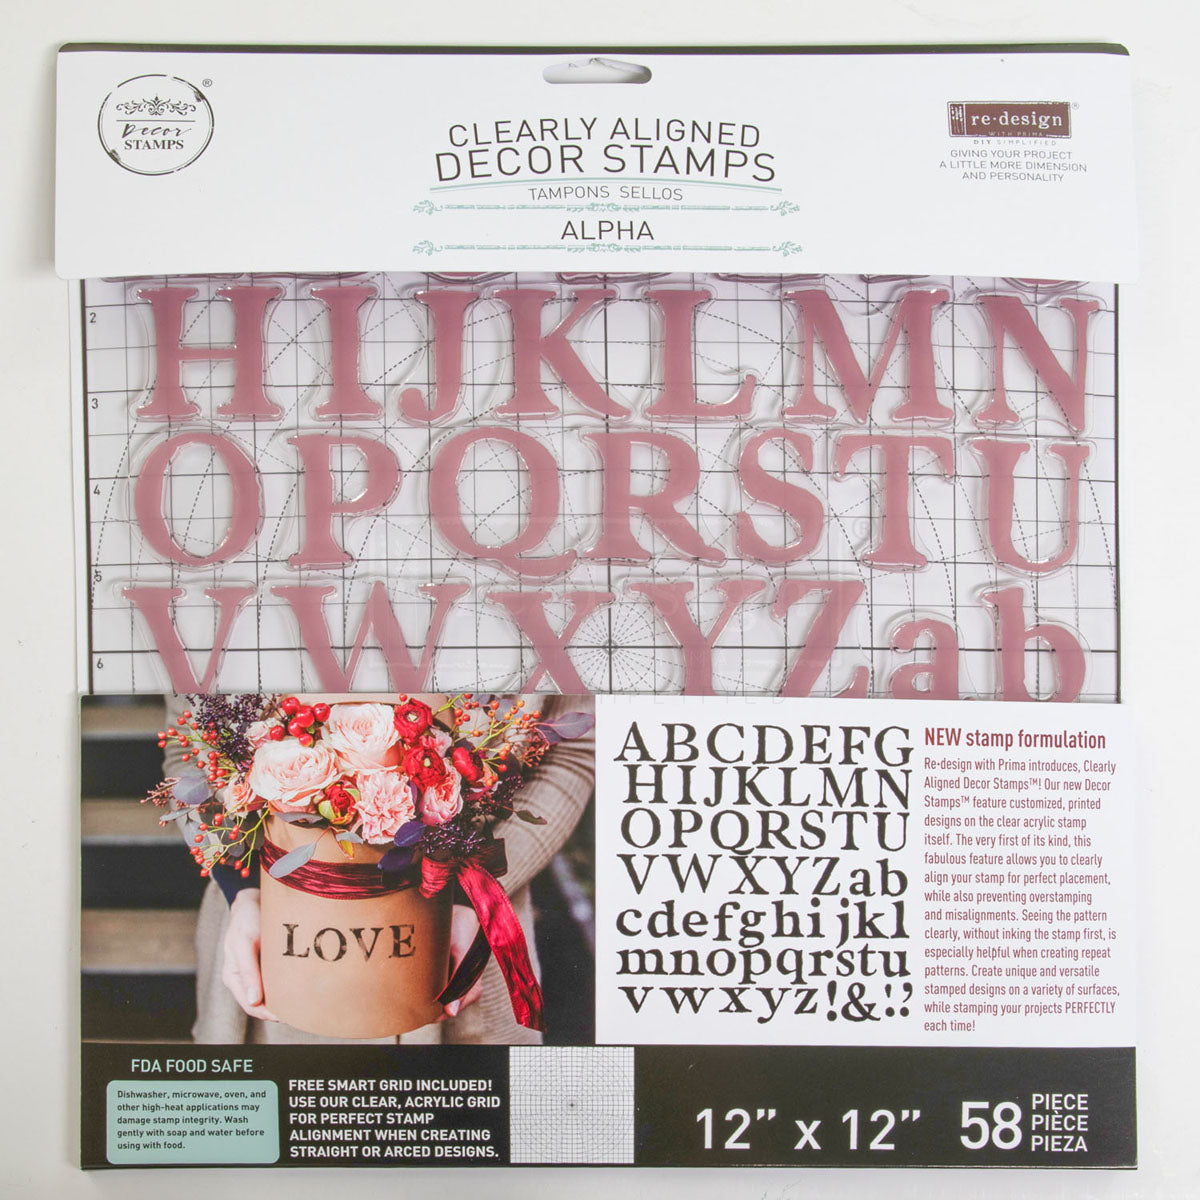 Decor
STAMPS
®
CLEARLY ALIGNED
DECOR STAMPS
TAMPONS SELLOS
ALPHA
re·design
WITH PRIMA
®
DIY SIMPLIFIED
GIVING YOUR PROJECT
A LITTLE MORE DIMENSION
AND PERSONALITY
2
HIJKLMN
3
OPQRSTU
4
5
VWXYZab
6
LOVE
ABCDEFG
HIJKLMN
OPQRSTU
VWXYZab
cdefghijkl
mnopqrstu
vwxyz!&:’
NEW stamp formulation
Re·design with Prima introduces, Clearly
Aligned Decor Stamps™! Our new Decor
Stamps™ feature customized, printed
designs on the clear acrylic stamp
itself. The very first of its kind, this
fabulous feature allows you to clearly
align your stamp for perfect placement,
while also preventing overstamping
and misalignments. Seeing the pattern
clearly, without inking the stamp first, is
especially helpful when creating repeat
patterns. Create unique and versatile
stamped designs on a variety of surfaces,
while stamping your projects PERFECTLY
each time!
FDA FOOD SAFE
Dishwasher, microwave, oven, and
other high-heat applications may
damage stamp integrity. Wash
gently with soap and water before
using with food.
FREE SMART GRID INCLUDED!
USE OUR CLEAR, ACRYLIC GRID
FOR PERFECT STAMP
ALIGNMENT WHEN CREATING
STRAIGHT OR ARCED DESIGNS.
12” x 12”
58
PIECE
PIÈCE
PIEZA